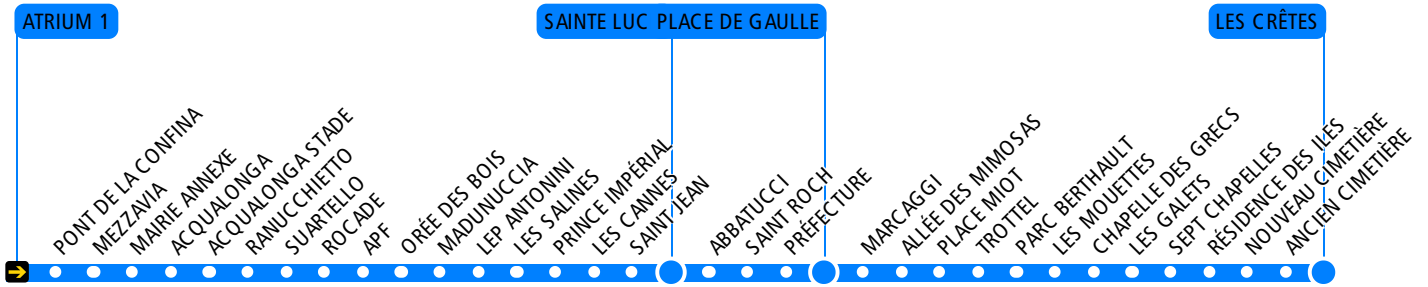 ATRIUM 1
PONT DE LA CONFINA
MEZZAVIA
MAIRIE ANNEXE
ACQUALONGA
ACQUALONGA STADE
RANUCCHIETTO
SUARTELLO
ROCADE
APF
ORÉE DES BOIS
MADUNUCCIA
LEP ANTONINI
LES SALINES
PRINCE IMPÉRIAL
LES CANNES
SAINT JEAN
SAINTE LUC
ABBATUCCI
SAINT ROCH
PRÉFECTURE
PLACE DE GAULLE
MARCAGGI
ALLÉE DES MIMOSAS
PLACE MIOT
TROTTEL
PARC BERTHAULT
LES MOUETTES
CHAPELLE DES GRECS
LES GALETS
SEPT CHAPELLES
RÉSIDENCE DES ILES
NOUVEAU CIMETIÈRE
ANCIEN CIMETIÈRE
LES CRÊTES